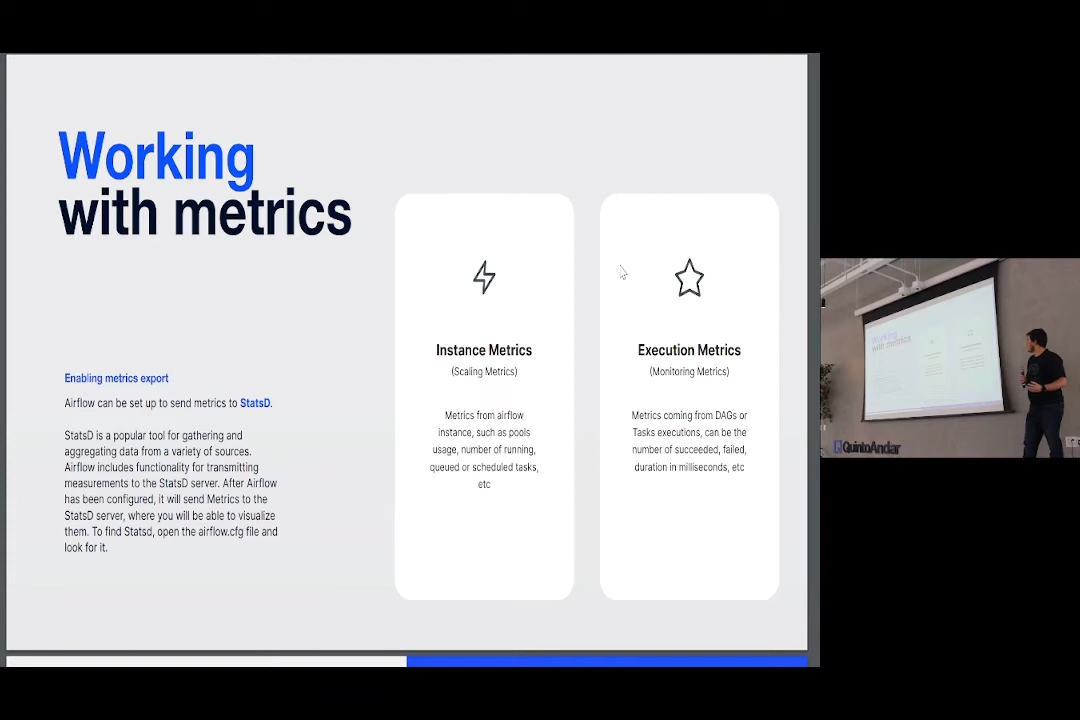 Working
with metrics
Enabling metrics export
Airflow can be set up to send metrics to StatsD.
StatsD is a popular tool for gathering and
aggregating data from a variety of sources.
Airflow includes functionality for transmitting
measurements to the StatsD server. After Airflow
has been configured, it will send Metrics to the
StatsD server, where you will be able to visualize
them. To find Statsd, open the airflow.cfg file and
look for it.
Instance Metrics
(Scaling Metrics)
Metrics from airflow
instance, such as pools
usage, number of running,
queued or scheduled tasks,
etc
Execution Metrics
(Monitoring Metrics)
Metrics coming from DAGs or
Tasks executions, can be the
number of succeeded, failed,
duration in milliseconds, etc
Working
with metrics
QuintoAndar